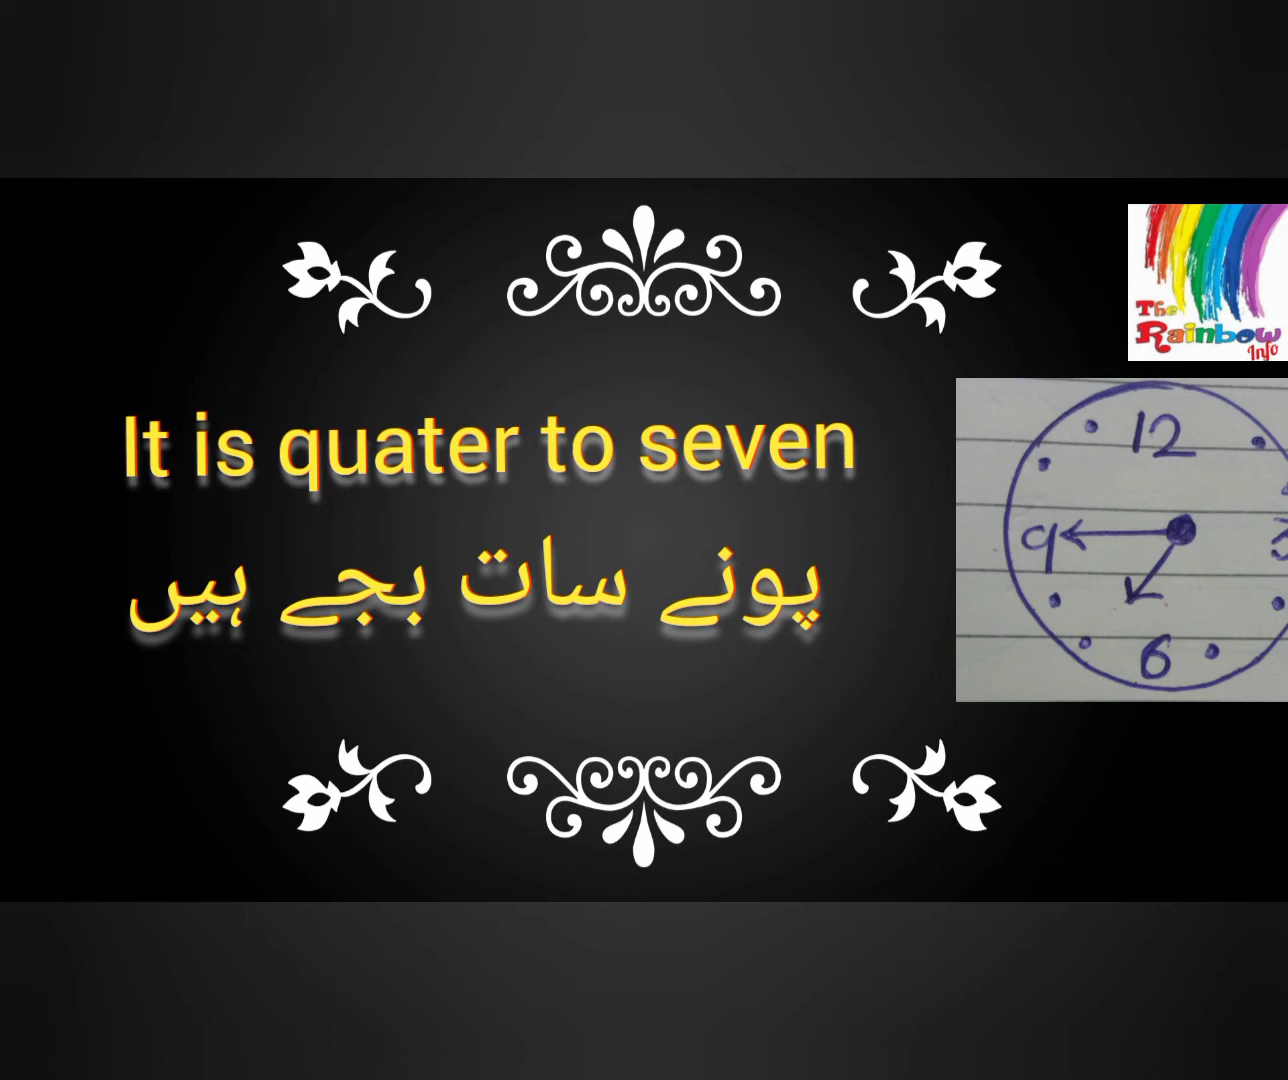 The
Rainbow
Info
It is quater to seven
پونے سات بجے ہیں
12
9
3
6